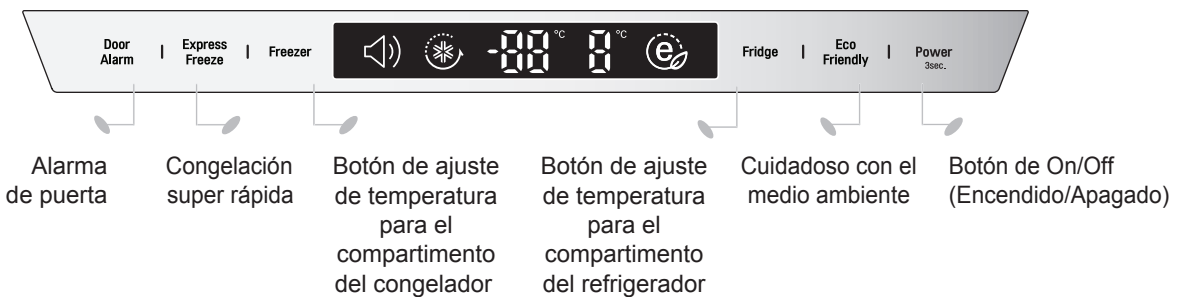 Door
Alarm
Express
Freeze
Freezer
-88 °C
8 °C
e
Fridge
Eco
Friendly
Power
3sec.
Alarma
de puerta
Congelación
super rápida
Botón de ajuste
de temperatura
para el
compartimento
del congelador
Botón de ajuste
de temperatura
para el
compartimento
del refrigerador
Cuidadoso con el
medio ambiente
Botón de On/Off
(Encendido/Apagado)